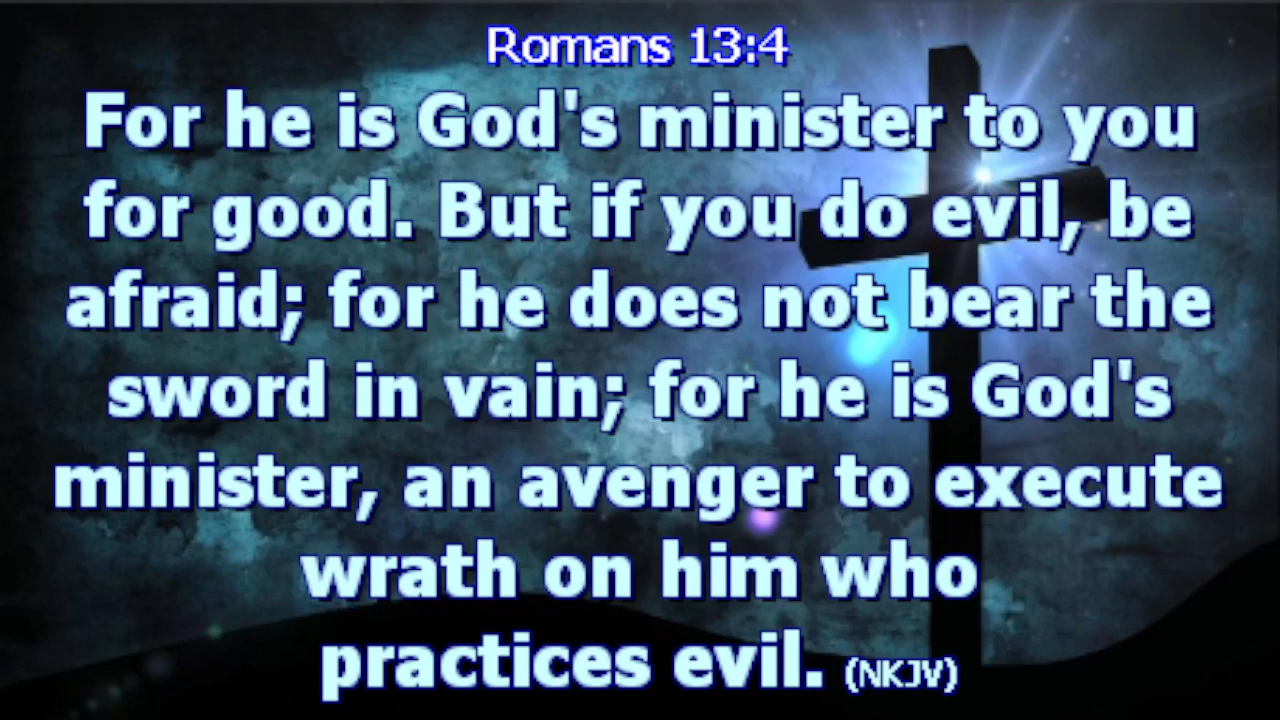 Romans 13:4
For he is God's minister to you
for good. But if you do evil, be
afraid; for he does not bear the
sword in vain; for he is God's
minister, an avenger to execute
wrath on him who
practices evil. (NKJV)